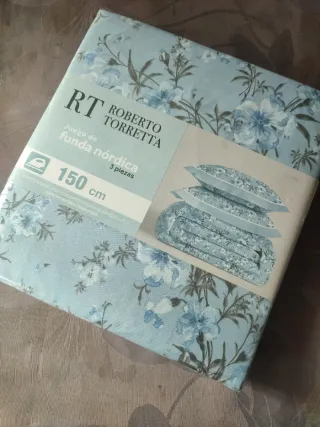 RT ROBERTO
TORRETTA
Juego de
funda nórdica
3 piezas
150 cm